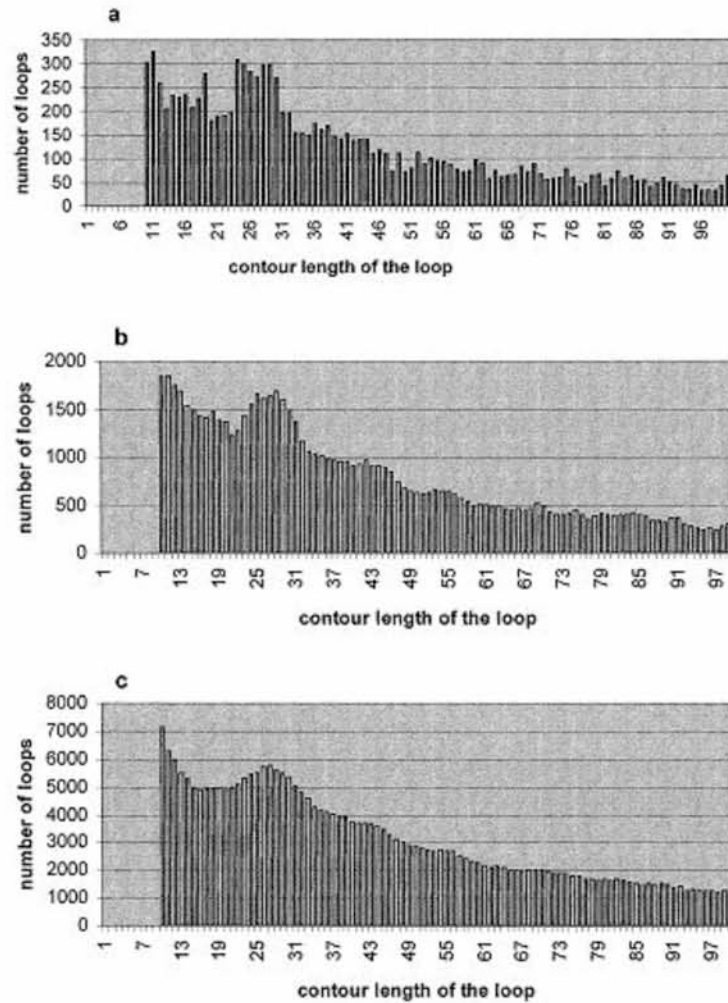 a
350
300
250
200
150
100
50
0
number of loops
1 6 11 16 21 26 31 36 41 46 51 56 61 66 71 76 81 86 91 96
contour length of the loop
b
2000
1500
1000
500
0
number of loops
1 7 13 19 25 31 37 43 49 55 61 67 73 79 85 91 97
contour length of the loop
c
8000
7000
6000
5000
4000
3000
2000
1000
0
number of loops
1 7 13 19 25 31 37 43 49 55 61 67 73 79 85 91 97
contour length of the loop